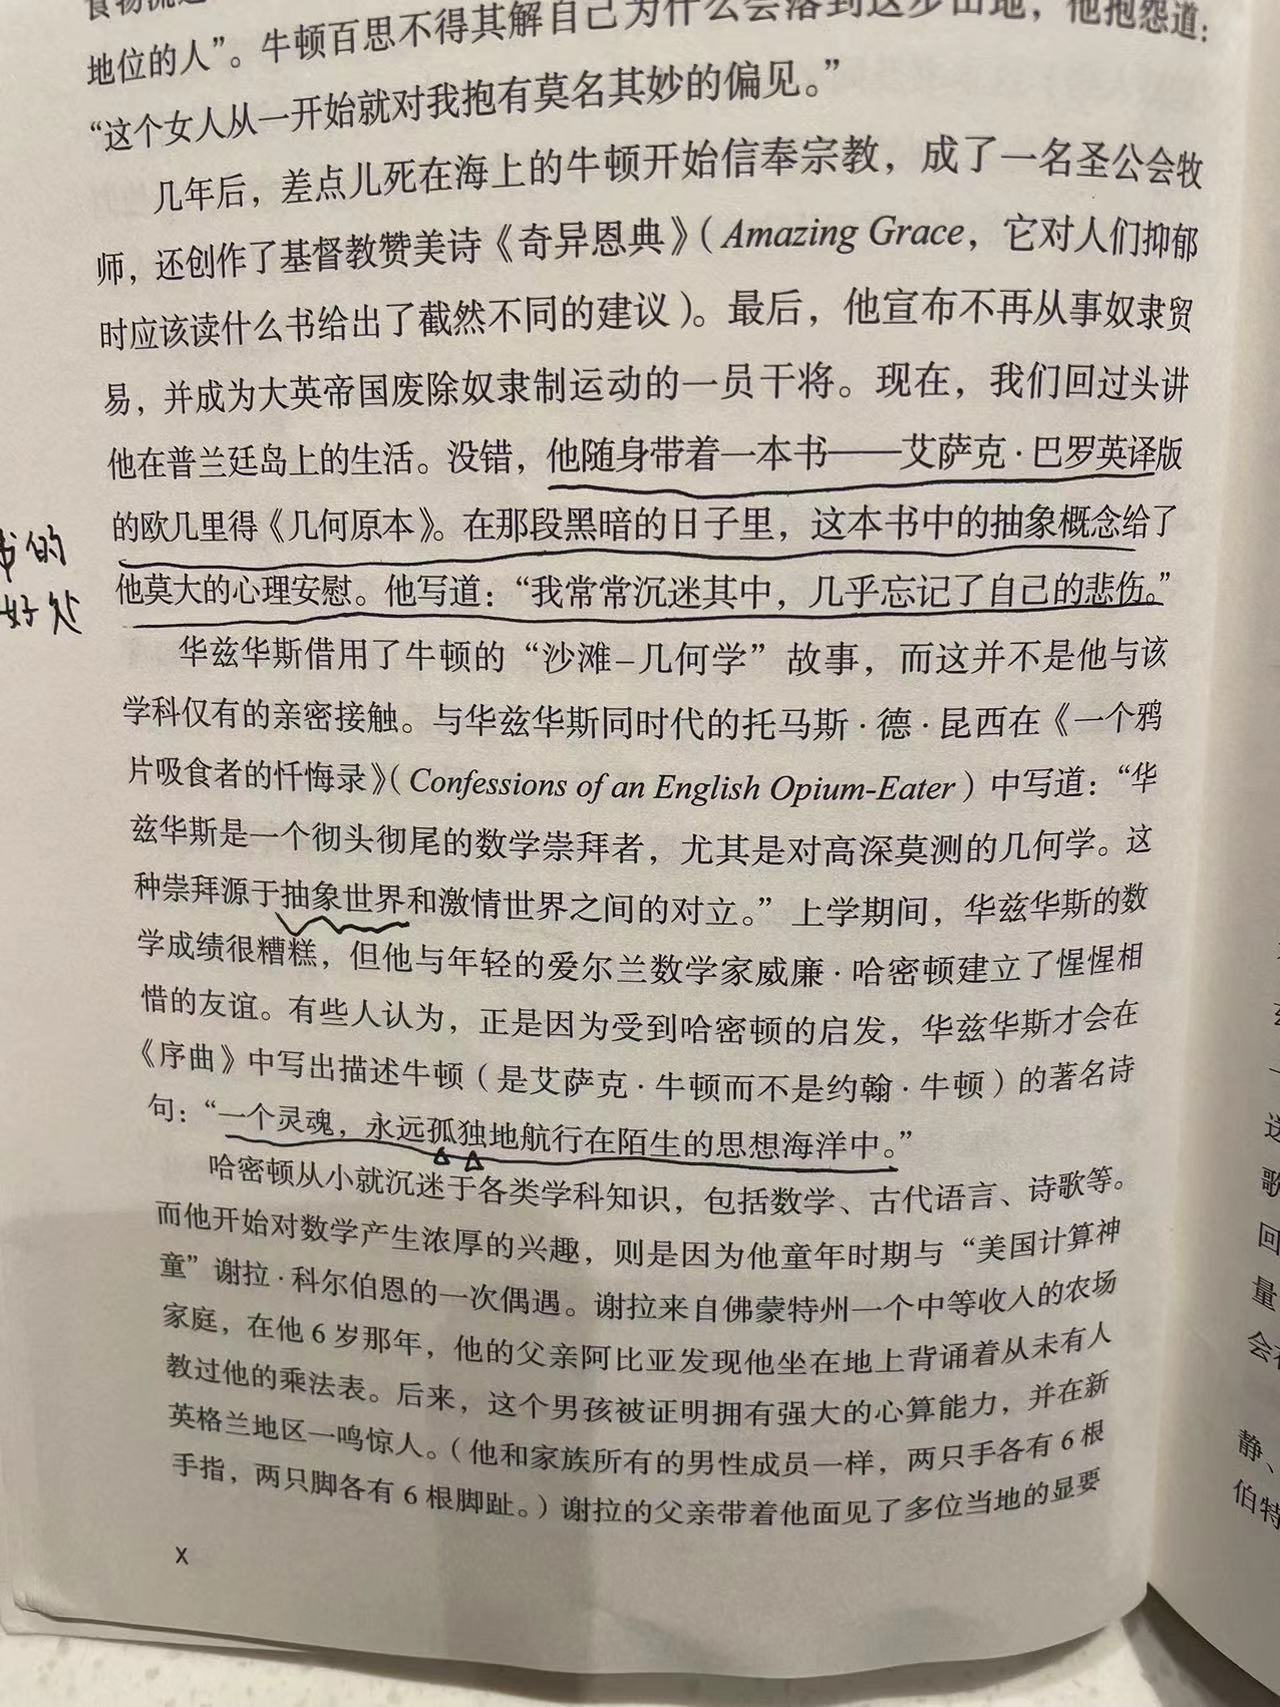 地位的人”。牛顿百思不得其解自己为什么会落到这步田地，他抱怨道：
“这个女人从一开始就对我抱有莫名其妙的偏见。”
几年后，差点儿死在海上的牛顿开始信奉宗教，成了一名圣公会牧
师，还创作了基督教赞美诗《奇异恩典》（Amazing Grace，它对人们抑郁
时应该读什么书给出了截然不同的建议）。最后，他宣布不再从事奴隶贸
易，并成为大英帝国废除奴隶制运动的一员干将。现在，我们回过头讲
他在普兰廷岛上的生活。没错，他随身带着一本书——艾萨克·巴罗英译版
的欧几里得《几何原本》。在那段黑暗的日子里，这本书中的抽象概念给了
他莫大的心理安慰。他写道：“我常常沉迷其中，几乎忘记了自己的悲伤。”
书的
好处
华兹华斯借用了牛顿的“沙滩–几何学”故事，而这并不是他与该
学科仅有的亲密接触。与华兹华斯同时代的托马斯·德·昆西在《一个鸦
片吸食者的忏悔录》（Confessions of an English Opium-Eater）中写道：“华
兹华斯是一个彻头彻尾的数学崇拜者，尤其是对高深莫测的几何学。这
种崇拜源于抽象世界和激情世界之间的对立。”上学期间，华兹华斯的数
学成绩很糟糕，但他与年轻的爱尔兰数学家威廉·哈密顿建立了惺惺相
惜的友谊。有些人认为，正是因为受到哈密顿的启发，华兹华斯才会在
《序曲》中写出描述牛顿（是艾萨克·牛顿而不是约翰·牛顿）的著名诗
句：“一个灵魂，永远孤独地航行在陌生的思想海洋中。”
哈密顿从小就沉迷于各类学科知识，包括数学、古代语言、诗歌等。
而他开始对数学产生浓厚的兴趣，则是因为他童年时期与“美国计算神
童”谢拉·科尔伯恩的一次偶遇。谢拉来自佛蒙特州一个中等收入的农场
家庭，在他6岁那年，他的父亲阿比亚发现他坐在地上背诵着从未有人
教过他的乘法表。后来，这个男孩被证明拥有强大的心算能力，并在新
英格兰地区一鸣惊人。（他和家族所有的男性成员一样，两只手各有6根
手指，两只脚各有6根脚趾。）谢拉的父亲带着他面见了多位当地的显要
X
歌
回
量
静、
伯特